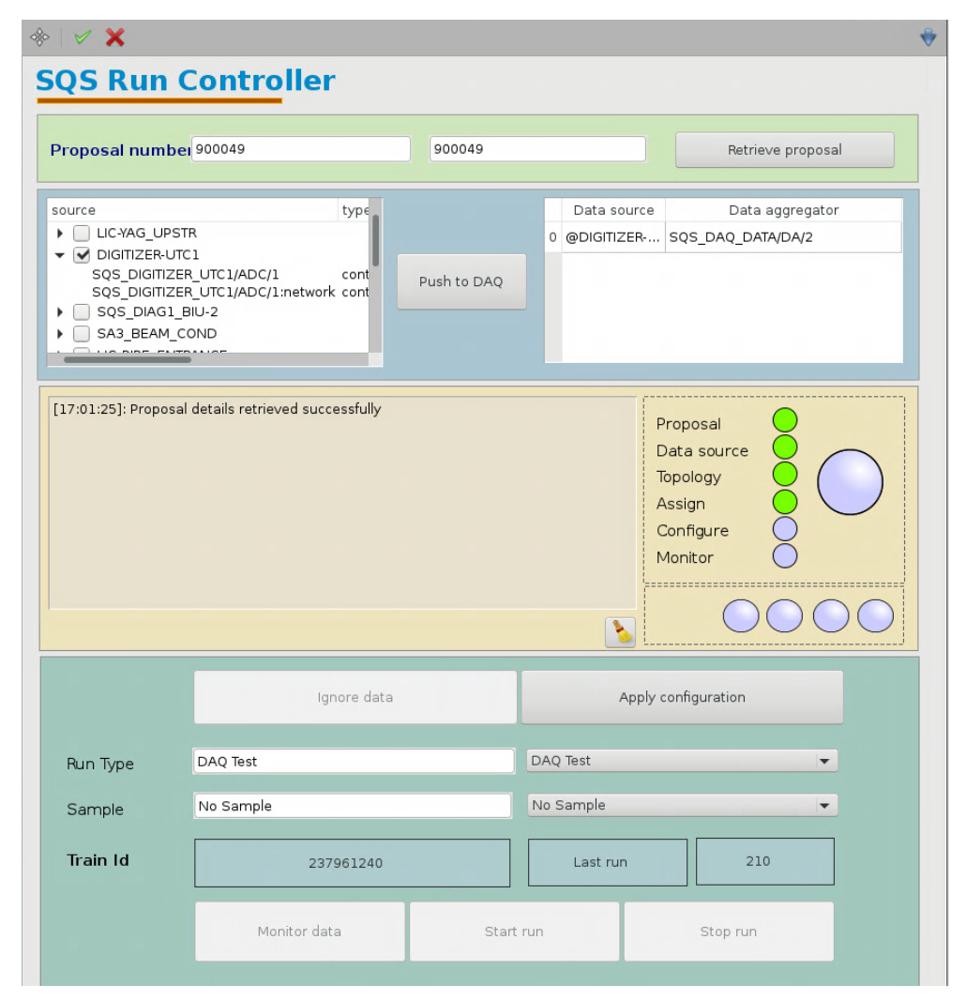 SQS Run Controller
Proposal number 900049 900049 Retrieve proposal
source type
LIC-YAG_UPSTR
DIGITIZER-UTC1
SQS_DIGITIZER_UTC1/ADC/1 cont
SQS_DIGITIZER_UTC1/ADC/1:network cont
SQS_DIAG1_BIU-2
SA3_BEAM_COND
Push to DAQ
Data source Data aggregator
0 @DIGITIZER-... SQS_DAQ_DATA/DA/2
[17:01:25]: Proposal details retrieved successfully
Proposal
Data source
Topology
Assign
Configure
Monitor
Ignore data Apply configuration
Run Type DAQ Test DAQ Test
Sample No Sample No Sample
Train Id 237961240 Last run 210
Monitor data Start run Stop run